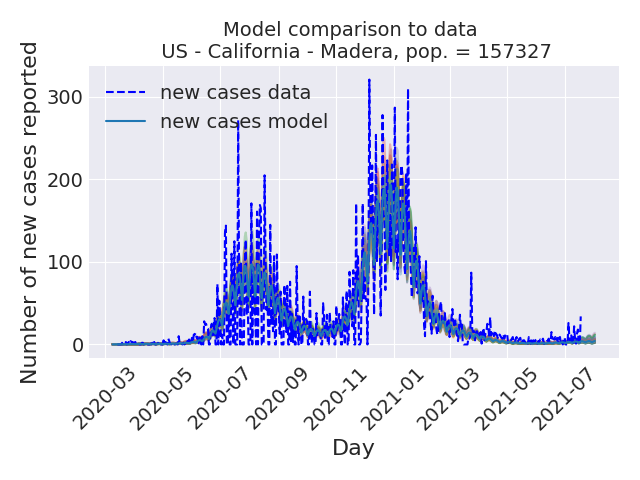 Model comparison to data
US - California - Madera, pop. = 157327
Number of new cases reported
300
200
100
0
new cases data
new cases model
2020-03
2020-05
2020-07
2020-09
2020-11
2021-01
2021-03
2021-05
2021-07
Day